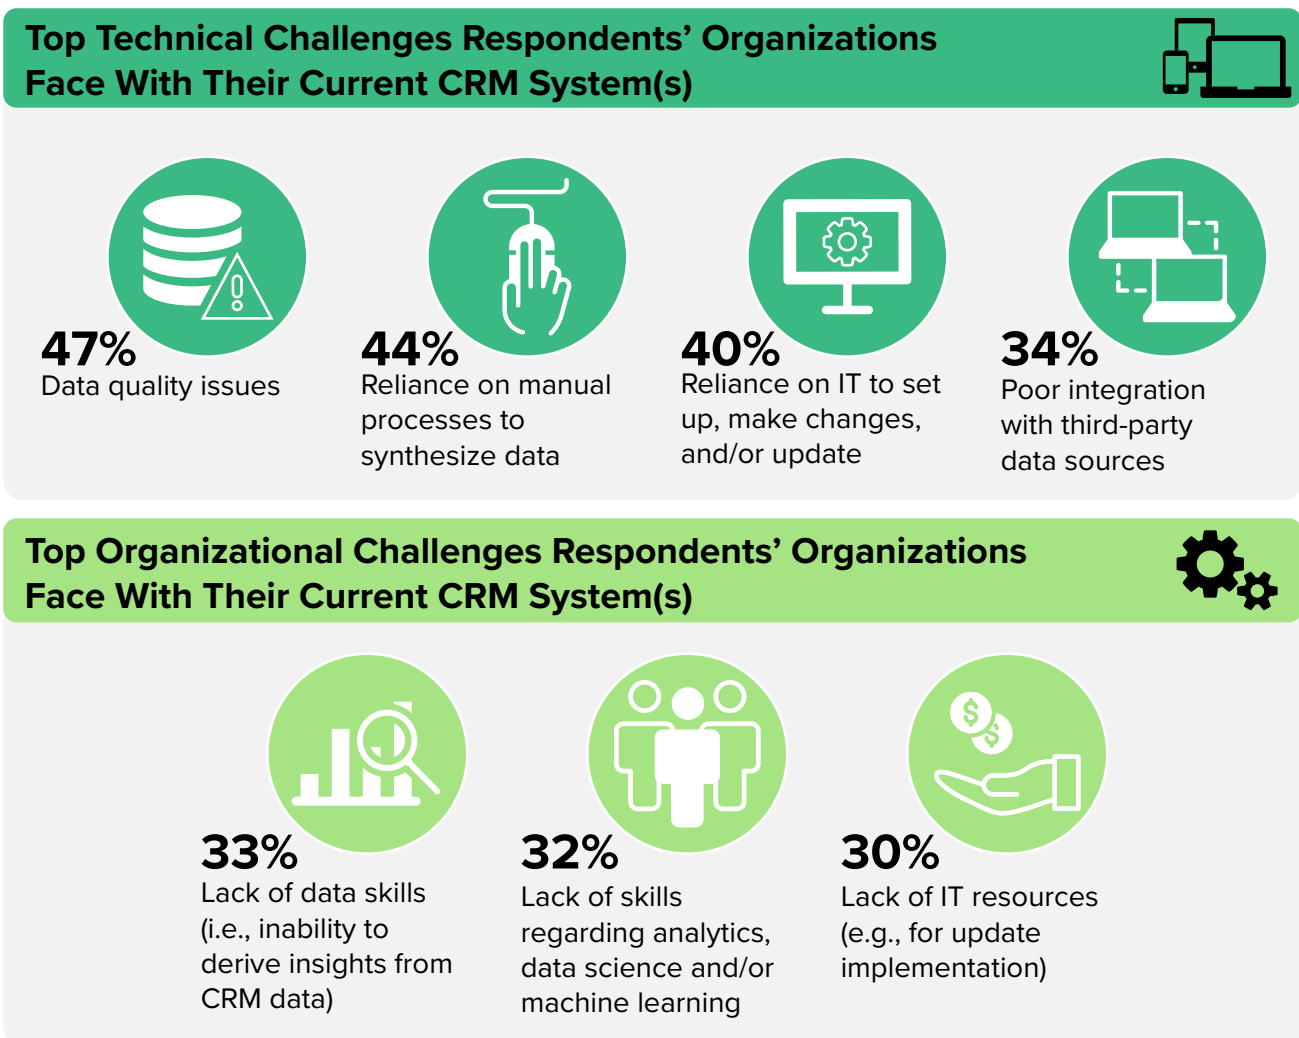 Top Technical Challenges Respondents’ Organizations
Face With Their Current CRM System(s)
47%
Data quality issues
44%
Reliance on manual
processes to
synthesize data
40%
Reliance on IT to set
up, make changes,
and/or update
34%
Poor integration
with third-party
data sources
Top Organizational Challenges Respondents’ Organizations
Face With Their Current CRM System(s)
33%
Lack of data skills
(i.e., inability to
derive insights from
CRM data)
32%
Lack of skills
regarding analytics,
data science and/or
machine learning
$
$
30%
Lack of IT resources
(e.g., for update
implementation)